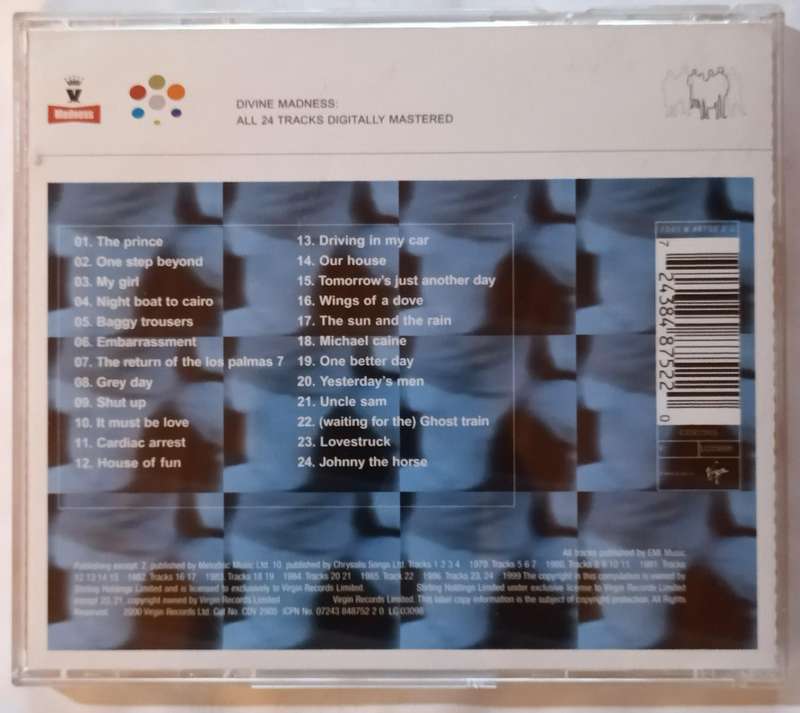 V
Madness
DIVINE MADNESS:
ALL 24 TRACKS DIGITALLY MASTERED
01. The prince
02. One step beyond
03. My girl
04. Night boat to cairo
05. Baggy trousers
06. Embarrassment
07. The return of the los palmas 7
08. Grey day
09. Shut up
10. It must be love
11. Cardiac arrest
12. House of fun
13. Driving in my car
14. Our house
15. Tomorrow's just another day
16. Wings of a dove
17. The sun and the rain
18. Michael caine
19. One better day
20. Yesterday's men
21. Uncle sam
22. (waiting for the) Ghost train
23. Lovestruck
24. Johnny the horse
7 24384 87522 0
Virgin
All tracks published by EMI Music.
Publishing except 2, published by Melodisc Music Ltd. 10, published by Chrysalis Songs Ltd. Tracks 1 2 3 4 1979. Tracks 5 6 7 1980. Tracks 8 9 10 11 1981. Tracks
12 13 14 15 1982. Tracks 16 17 1983. Tracks 18 19 1984. Tracks 20 21 1985. Track 22 1986. Tracks 23, 24 1999 The copyright in this compilation is owned by
Stirling Holdings Limited and is licensed to exclusively to Virgin Records Limited Stirling Holdings Limited under exclusive license to Virgin Records Limited
except 20, 21, copyright owned by Virgin Records Limited Virgin Records Limited. This label copy information is the subject of copyright protection. All Rights
Reserved. 2000 Virgin Records Ltd. Cat No. CDV 2905 ICPN No. 07243 848752 2 0 LC 03098